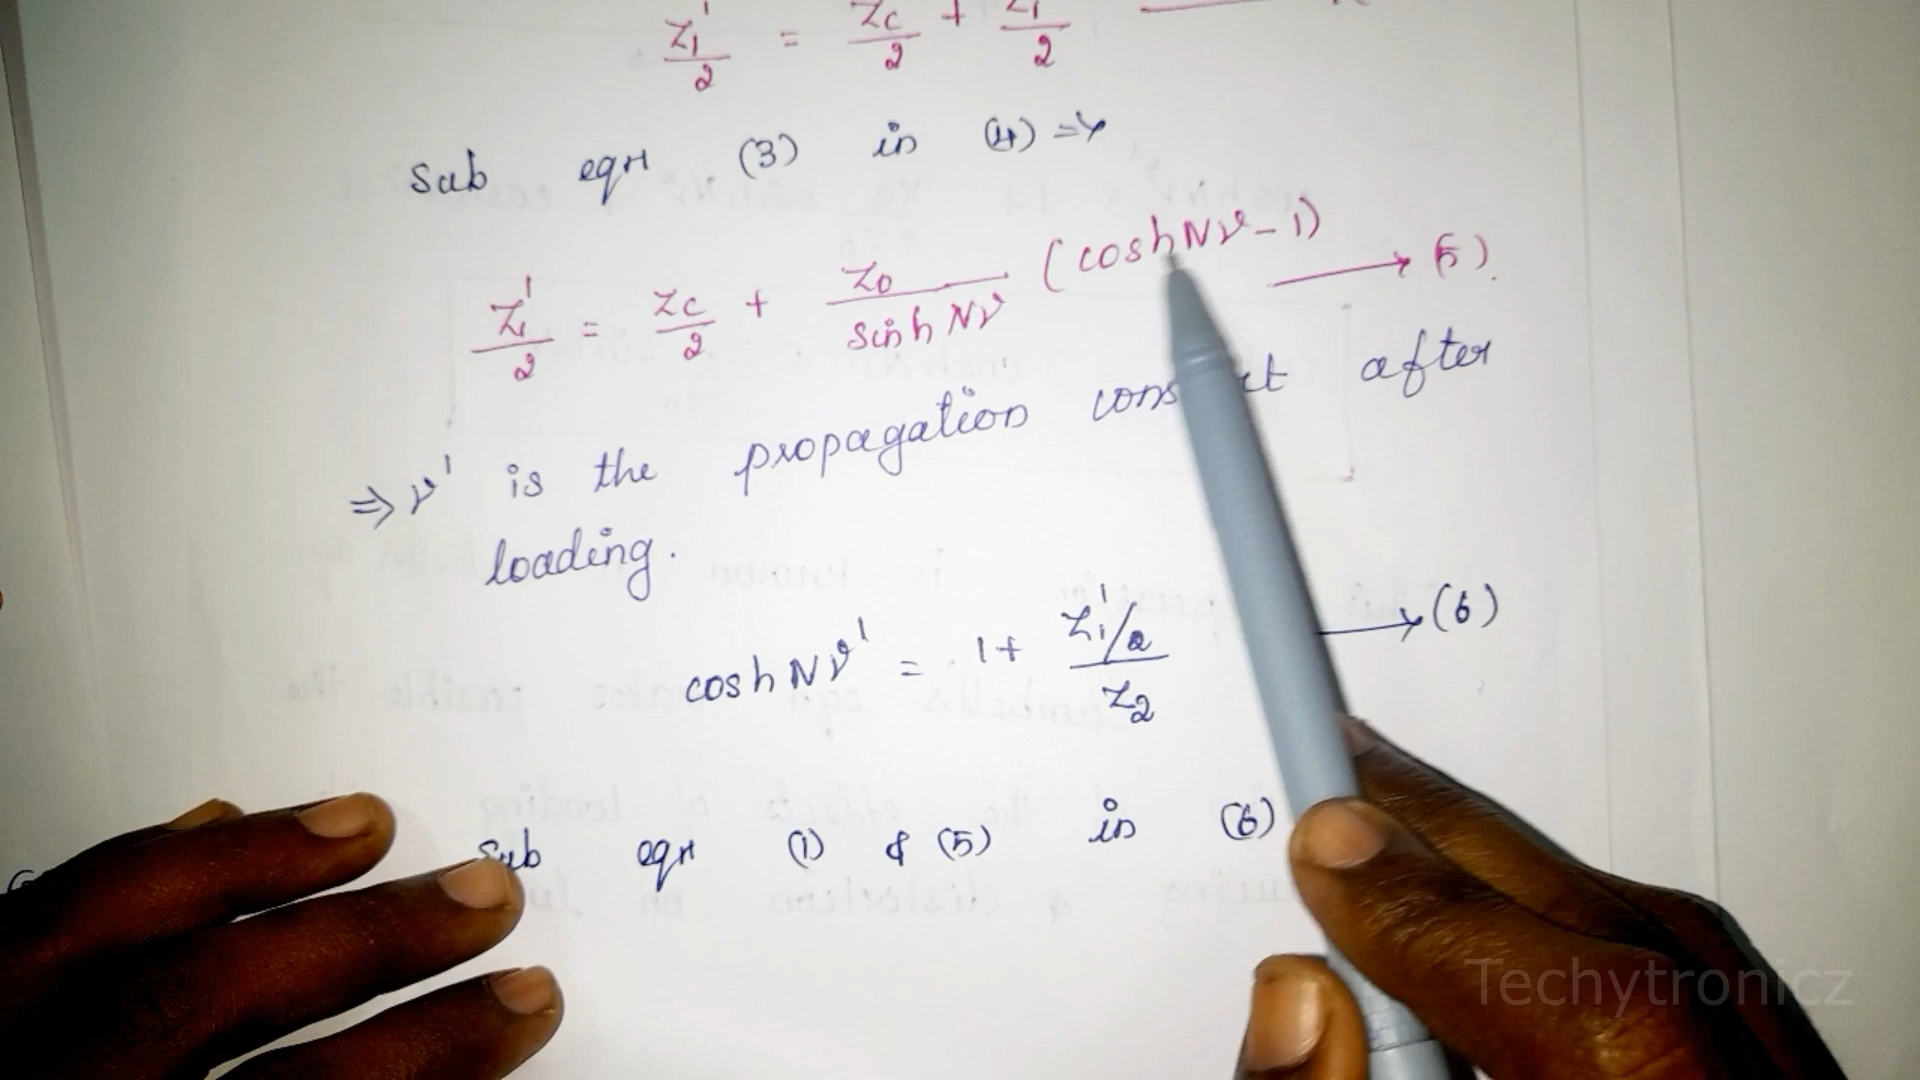 Z₁'/2 = Zc/2 + Z₁/2
Sub eqn (3) in (4) =>
Z₁'/2 = Zc/2 + Z₀/sinh Nγ (cosh Nγ - 1) → (5).
⇒ γ' is the propagation after
loading.
cosh Nγ' = 1 + Z₁'/2 / Z₂ → (6)
Sub eqn (1) & (5) in (6)
Techytronicz